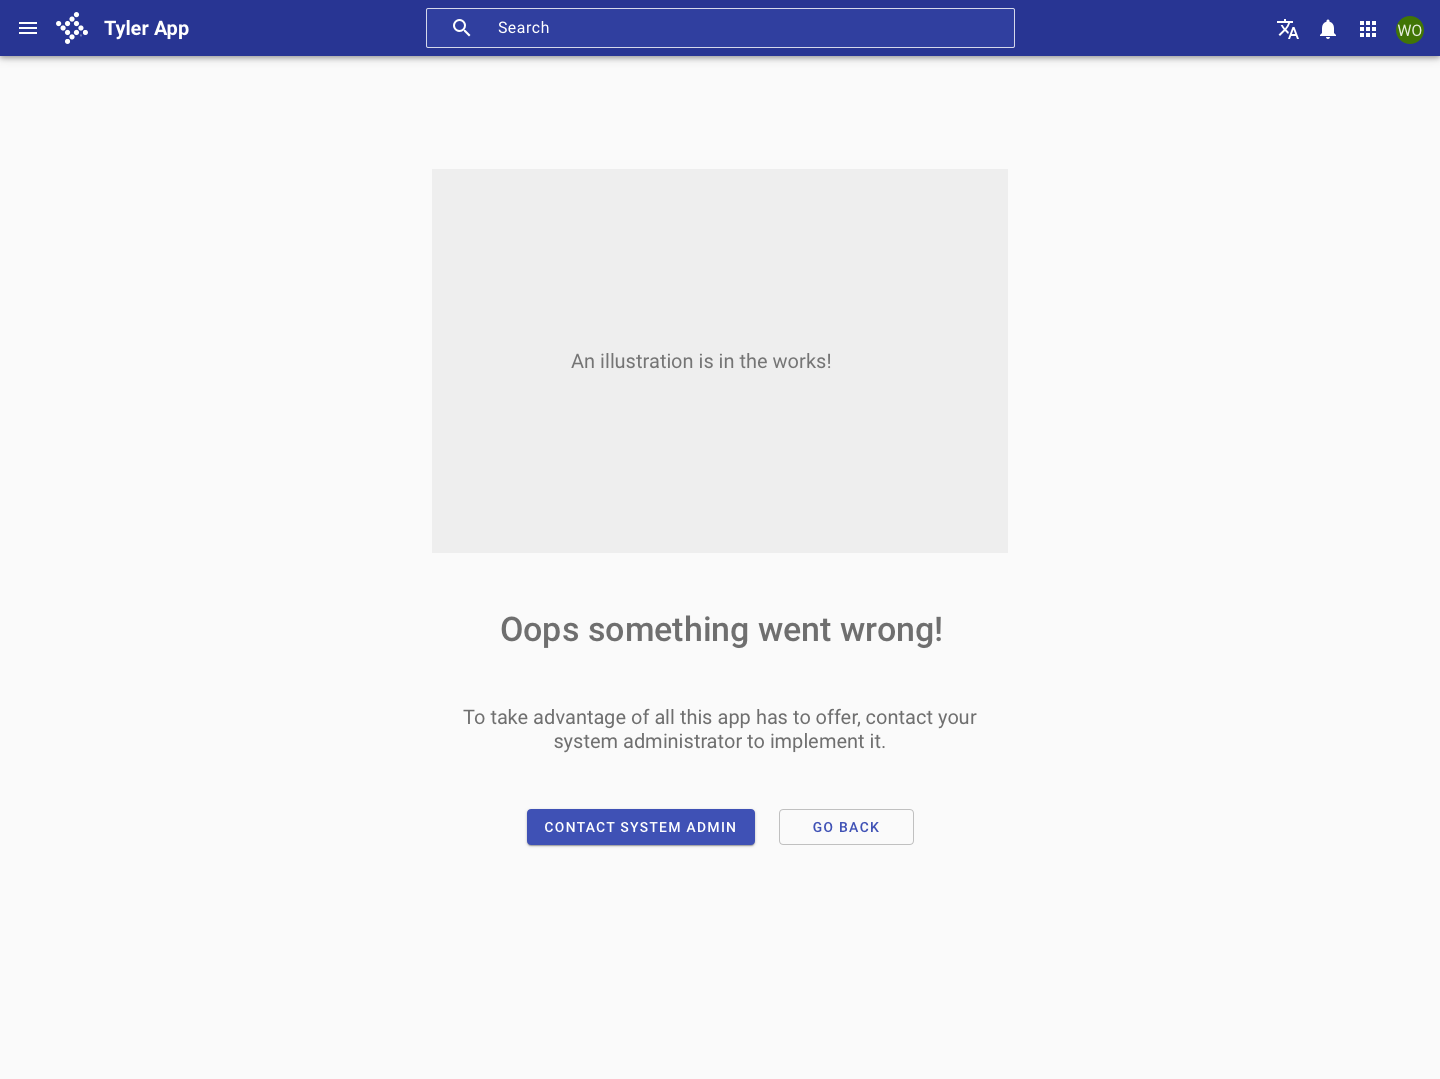 Tyler App
Search
WO
An illustration is in the works!
Oops something went wrong!
To take advantage of all this app has to offer, contact your
system administrator to implement it.
CONTACT SYSTEM ADMIN
GO BACK